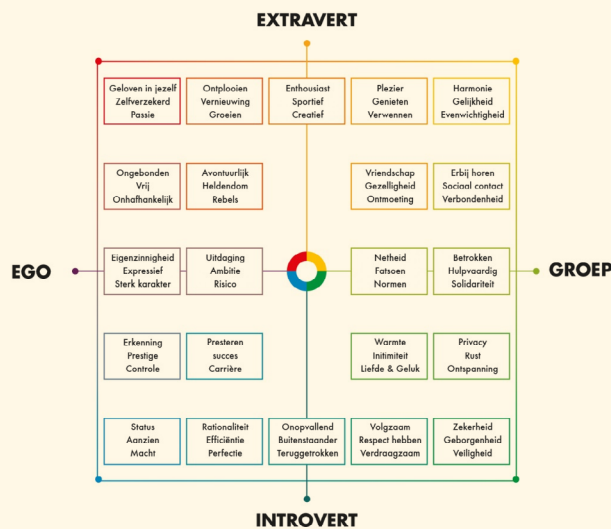 EXTRAVERT
Geloven in jezelf
Zelfverzekerd
Passie
Ontplooien
Vernieuwing
Groeien
Enthousiast
Sportief
Creatief
Plezier
Genieten
Verwennen
Harmonie
Gelijkheid
Evenwichtigheid
Ongebonden
Vrij
Onhafhankelijk
Avontuurlijk
Heldendom
Rebels
Vriendschap
Gezelligheid
Ontmoeting
Erbij horen
Sociaal contact
Verbondenheid
EGO
Eigenzinnigheid
Expressief
Sterk karakter
Uitdaging
Ambitie
Risico
Netheid
Fatsoen
Normen
Betrokken
Hulpvaardig
Solidariteit
GROEP
Erkenning
Prestige
Controle
Presteren
succes
Carrière
Warmte
Initimiteit
Liefde & Geluk
Privacy
Rust
Ontspanning
Status
Aanzien
Macht
Rationaliteit
Efficiëntie
Perfectie
Onopvallend
Buitenstaander
Teruggetrokken
Volgzaam
Respect hebben
Verdraagzaam
Zekerheid
Geborgenheid
Veiligheid
INTROVERT